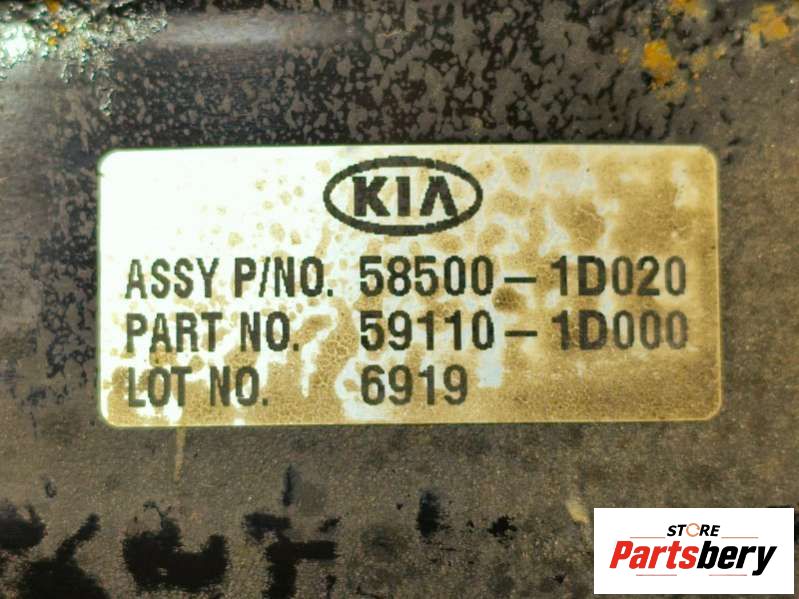 KIA
ASSY P/NO. 58500-1D020
PART NO. 59110-1D000
LOT NO. 6919
STORE
Partsbery